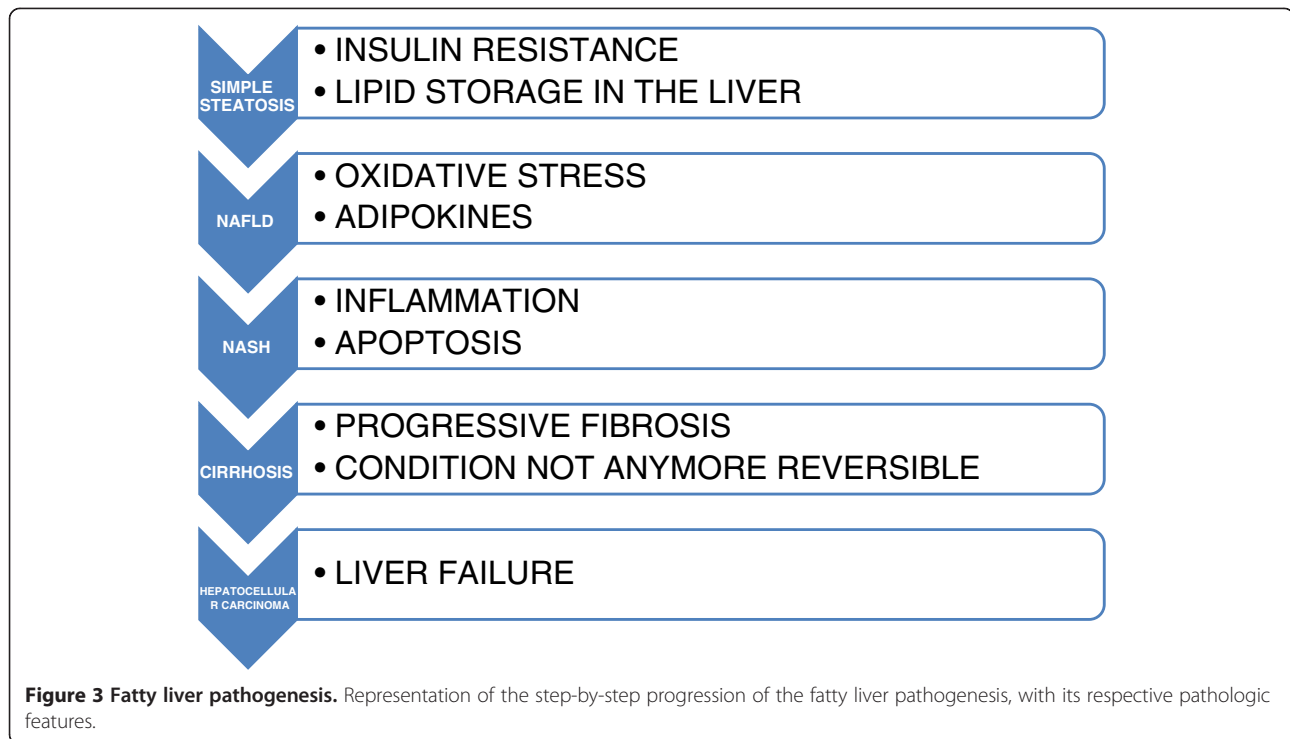 SIMPLE
STEATOSIS
• INSULIN RESISTANCE
• LIPID STORAGE IN THE LIVER
NAFLD
• OXIDATIVE STRESS
• ADIPOKINES
NASH
• INFLAMMATION
• APOPTOSIS
CIRRHOSIS
• PROGRESSIVE FIBROSIS
• CONDITION NOT ANYMORE REVERSIBLE
HEPATOCELLULA
R CARCINOMA
• LIVER FAILURE
Figure 3 Fatty liver pathogenesis. Representation of the step-by-step progression of the fatty liver pathogenesis, with its respective pathologic
features.